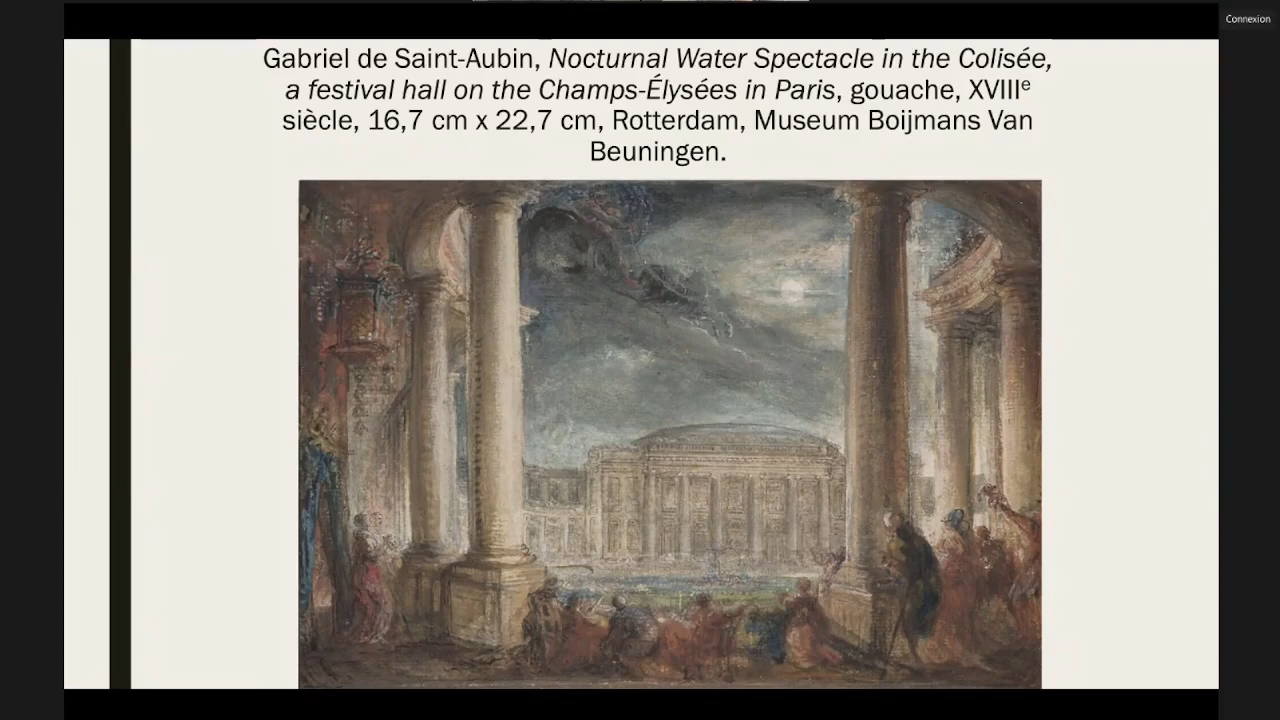 Connexion
Gabriel de Saint-Aubin, Nocturnal Water Spectacle in the Colisée,
a festival hall on the Champs-Élysées in Paris, gouache, XVIIIe
siècle, 16,7 cm x 22,7 cm, Rotterdam, Museum Boijmans Van
Beuningen.